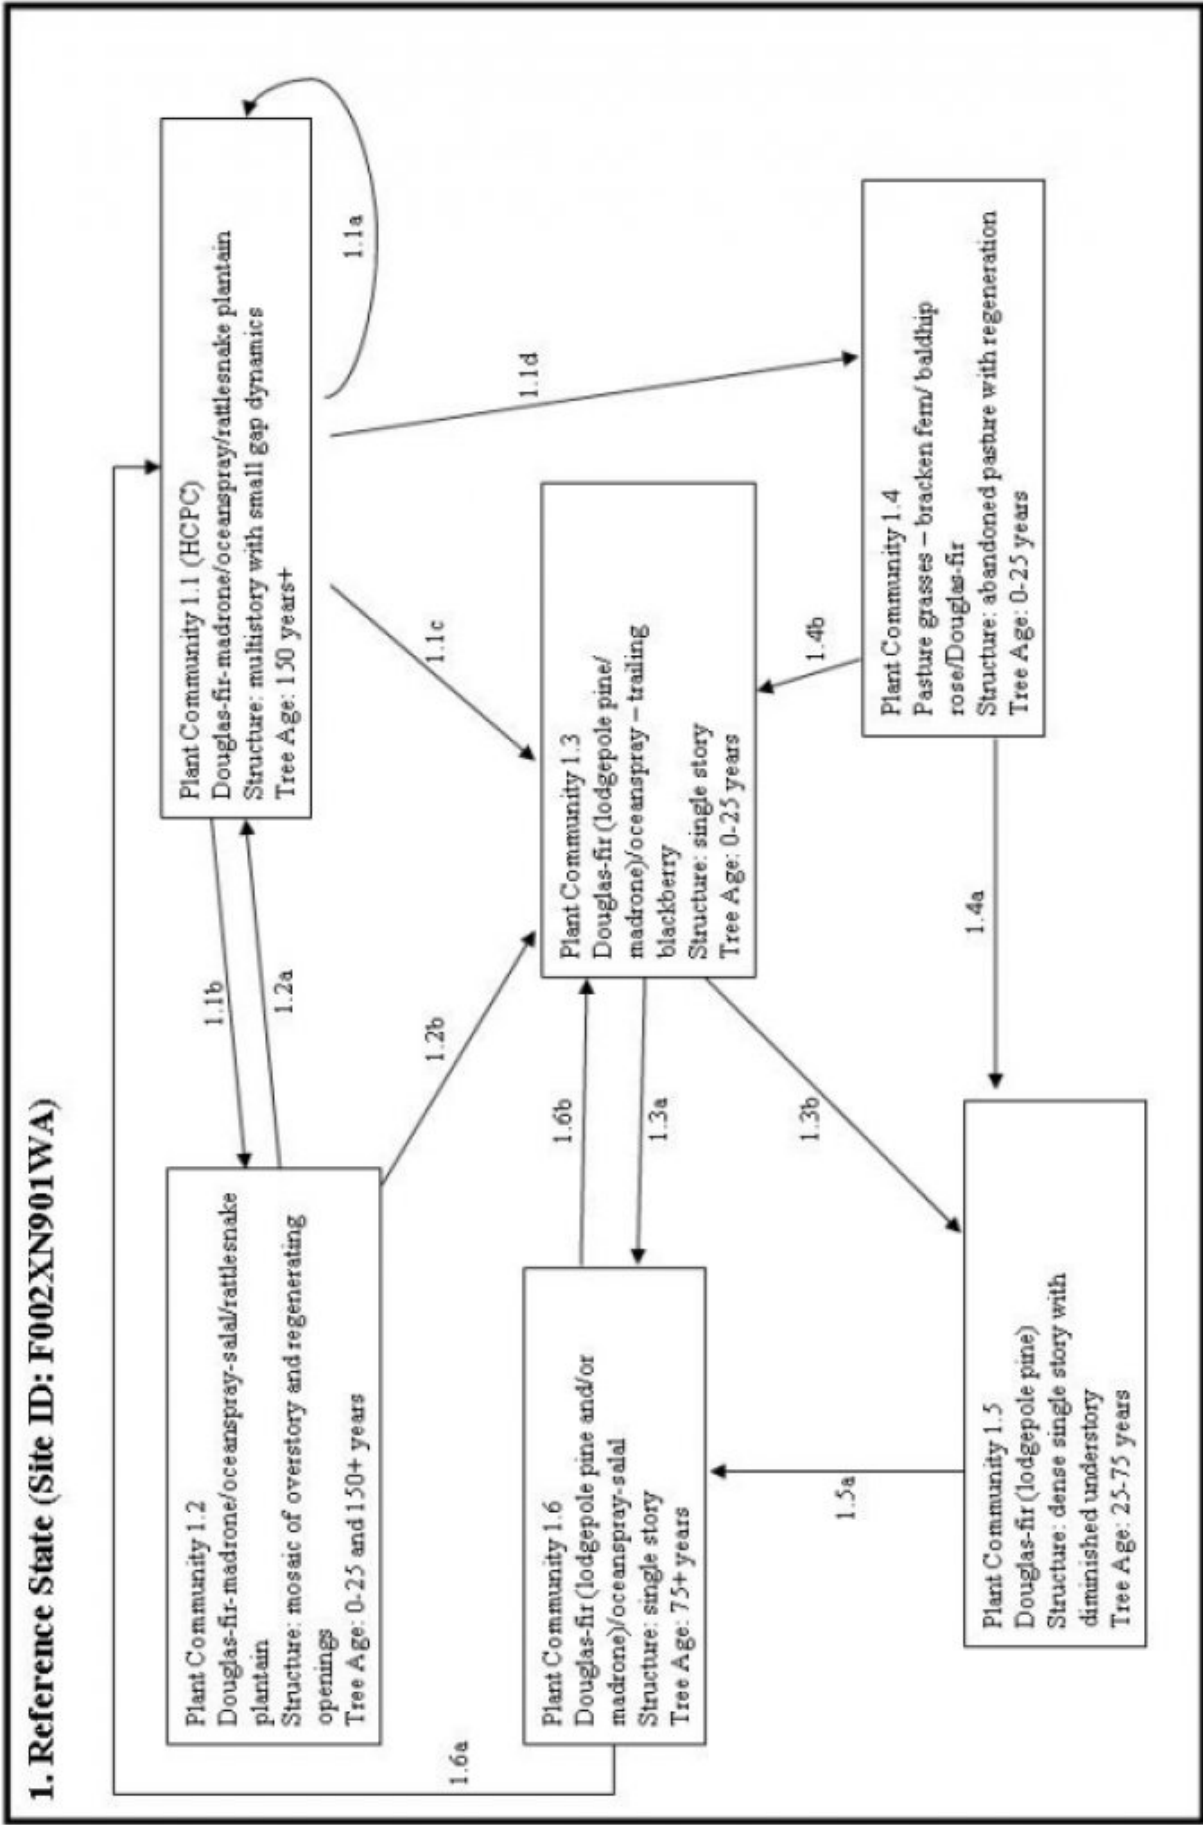 1. Reference State (Site ID: F002XN901WA)
Plant Community 1.2
Douglas-fir-madrone/oceanspray-salal/rattlesnake
plantain
Structure: mosaic of overstory and regenerating
openings
Tree Age: 0-25 and 150+ years
1.1b
1.2a
Plant Community 1.1 (HCPC)
Douglas-fir-madrone/oceanspray/rattlesnake plantain
Structure: multistory with small gap dynamics
Tree Age: 150 years+
1.1a
1.6a
1.2b
1.1c
1.1d
Plant Community 1.6
Douglas-fir (lodgepole pine and/or
madrone)/oceanspray-salal
Structure: single story
Tree Age: 75+ years
1.6b
1.3a
Plant Community 1.3
Douglas-fir (lodgepole pine/
madrone)/oceanspray – trailing
blackberry
Structure: single story
Tree Age: 0-25 years
1.3b
1.4b
1.5a
Plant Community 1.4
Pasture grasses – bracken fern/ baldhip
rose/Douglas-fir
Structure: abandoned pasture with regeneration
Tree Age: 0-25 years
1.4a
Plant Community 1.5
Douglas-fir (lodgepole pine)
Structure: dense single story with
diminished understory
Tree Age: 25-75 years